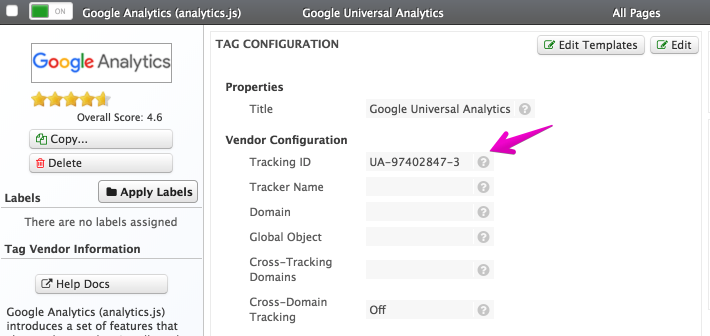 ON Google Analytics (analytics.js) Google Universal Analytics All Pages
Google Analytics
Overall Score: 4.6
Copy...
Delete
Labels
Apply Labels
There are no labels assigned
Tag Vendor Information
Help Docs
Google Analytics (analytics.js)
introduces a set of features that
TAG CONFIGURATION
Edit Templates
Edit
Properties
Title Google Universal Analytics ?
Vendor Configuration
Tracking ID UA-97402847-3 ?
Tracker Name ?
Domain ?
Global Object ?
Cross-Tracking
Domains ?
Cross-Domain
Tracking Off ?